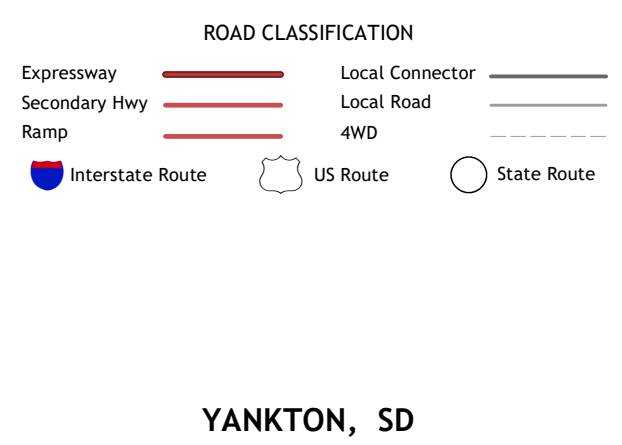 ROAD CLASSIFICATION
Expressway
Local Connector
Secondary Hwy
Local Road
Ramp
4WD
Interstate Route
US Route
State Route
YANKTON, SD